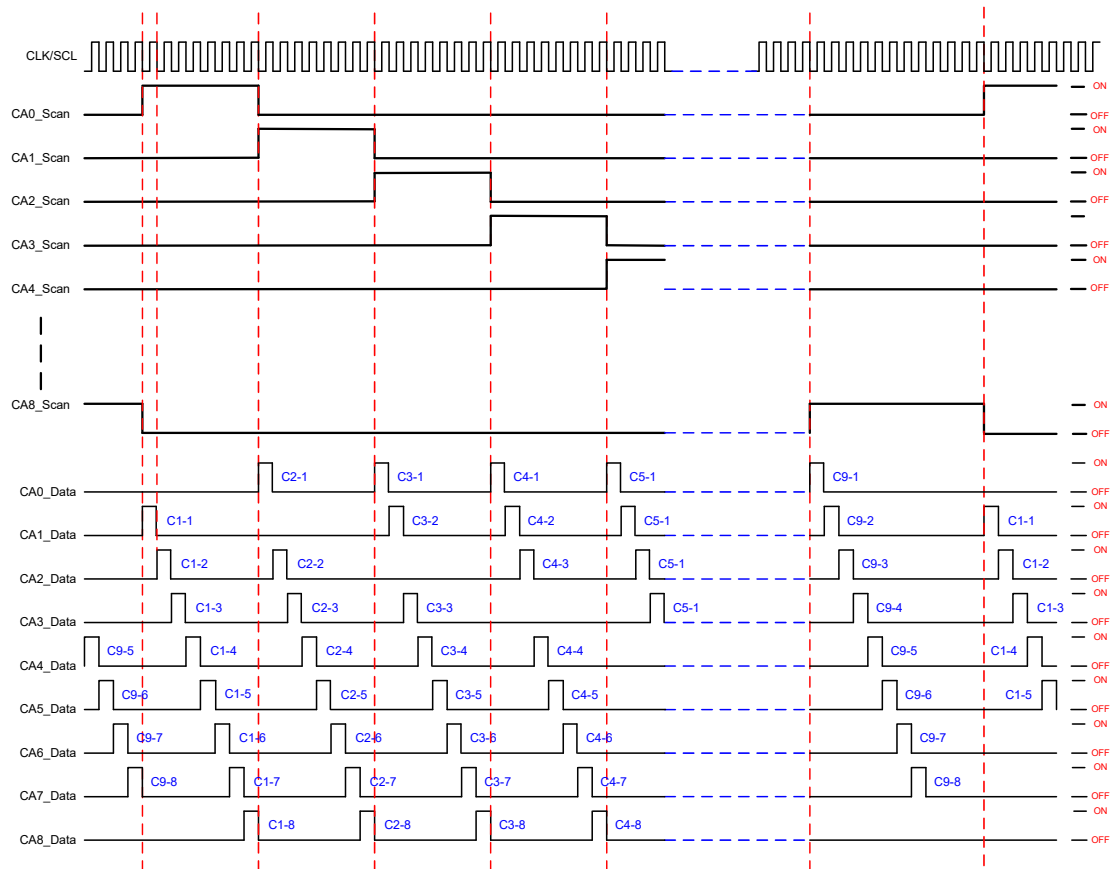 CLK/SCL
ON
CA0_Scan
OFF
ON
CA1_Scan
OFF
ON
CA2_Scan
OFF
CA3_Scan
OFF
ON
CA4_Scan
OFF
CA8_Scan
ON
OFF
ON
C2-1 C3-1 C4-1 C5-1 C9-1
CA0_Data
OFF
ON
C1-1 C3-2 C4-2 C5-1 C9-2 C1-1
CA1_Data
OFF
ON
C1-2 C2-2 C4-3 C5-1 C9-3 C1-2
CA2_Data
OFF
ON
C1-3 C2-3 C3-3 C5-1 C9-4 C1-3
CA3_Data
OFF
ON
C9-5 C1-4 C2-4 C3-4 C4-4 C9-5 C1-4
CA4_Data
OFF
ON
C9-6 C1-5 C2-5 C3-5 C4-5 C9-6 C1-5
CA5_Data
OFF
ON
C9-7 C1-6 C2-6 C3-6 C4-6 C9-7
CA6_Data
OFF
ON
C9-8 C1-7 C2-7 C3-7 C4-7 C9-8
CA7_Data
OFF
ON
C1-8 C2-8 C3-8 C4-8
CA8_Data
OFF